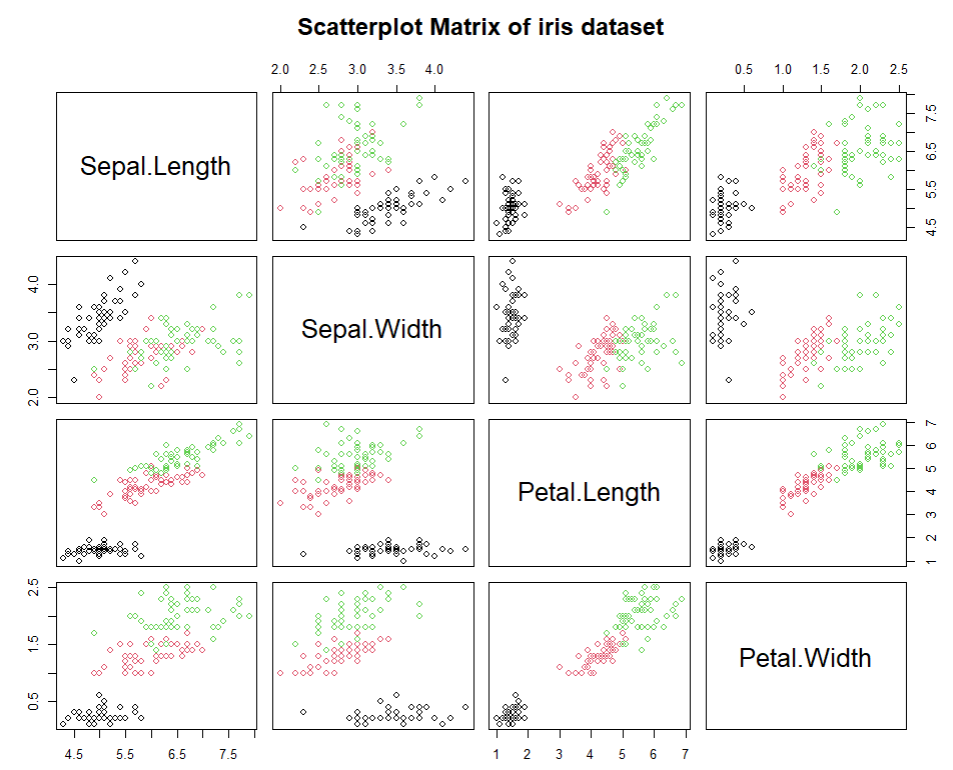 Scatterplot Matrix of iris dataset
2.0 2.5 3.0 3.5 4.0
0.5 1.0 1.5 2.0 2.5
Sepal.Length
4.5 5.5 6.5 7.5
2.0 3.0 4.0
Sepal.Width
Petal.Length
1 2 3 4 5 6 7
0.5 1.5 2.5
Petal.Width
4.5 5.5 6.5 7.5
1 2 3 4 5 6 7